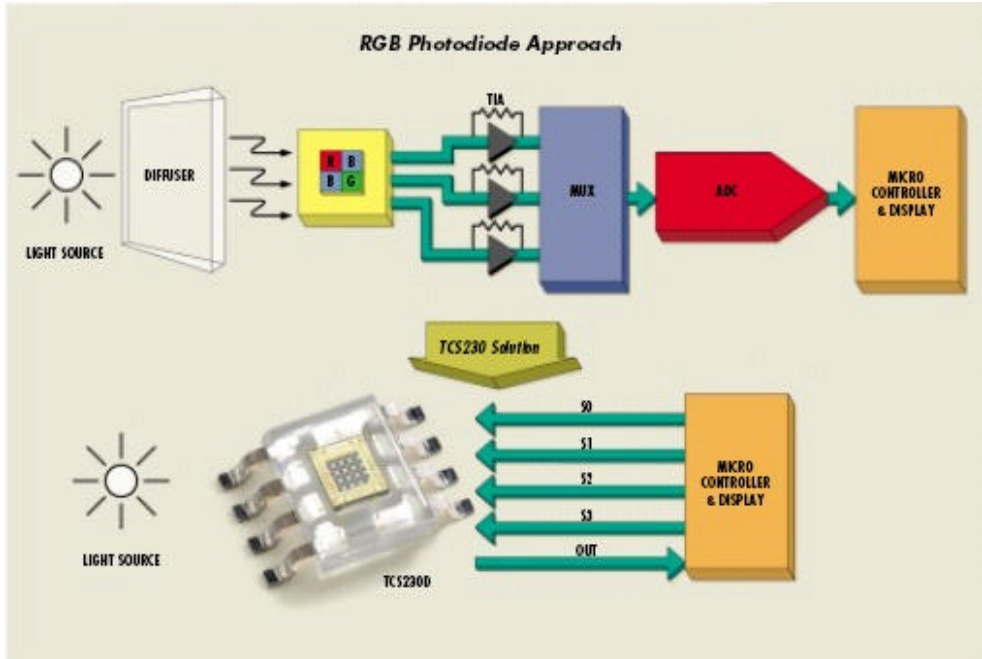 RGB Photodiode Approach
TIA
R B
B G
DIFFUSER
MUX
ADC
MICRO
CONTROLLER
& DISPLAY
LIGHT SOURCE
TCS230 Solution
S0
S1
S2
S3
OUT
MICRO
CONTROLLER
& DISPLAY
LIGHT SOURCE
TCS230D